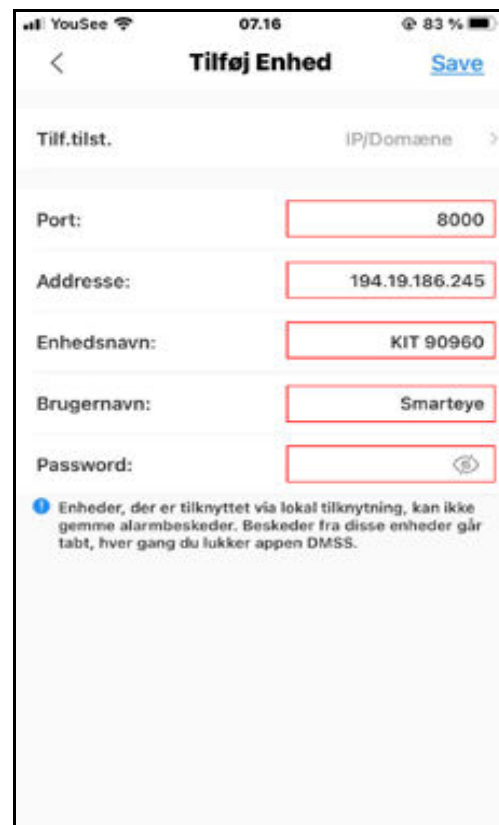 YouSee 07.16 83 %
Tilføj Enhed Save
Tilf.tilst. IP/Domæne
Port: 8000
Addresse: 194.19.186.245
Enhedsnavn: KIT 90960
Brugernavn: Smarteye
Password:
Enheder, der er tilknyttet via lokal tilknytning, kan ikke
gemme alarmbeskeder. Beskeder fra disse enheder går
tabt, hver gang du lukker appen DMSS.